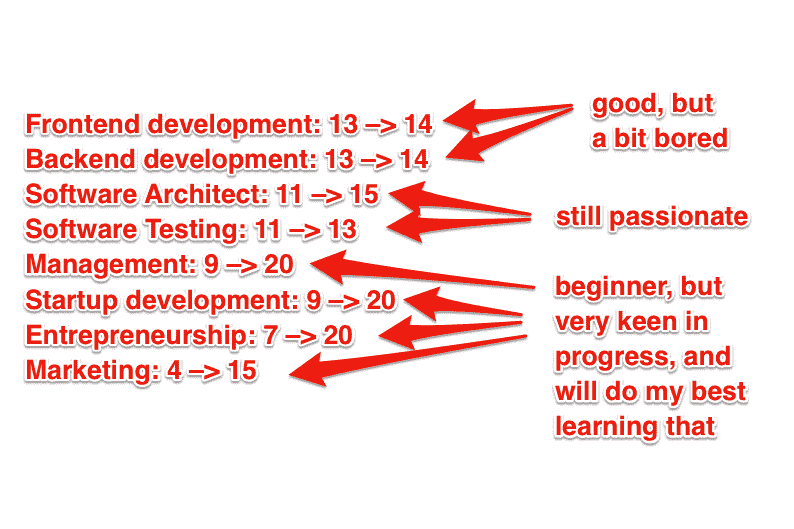 Frontend development: 13 –> 14
Backend development: 13 –> 14
Software Architect: 11 –> 15
Software Testing: 11 –> 13
Management: 9 –> 20
Startup development: 9 –> 20
Entrepreneurship: 7 –> 20
Marketing: 4 –> 15
good, but
a bit bored
still passionate
beginner, but
very keen in
progress, and
will do my best
learning that